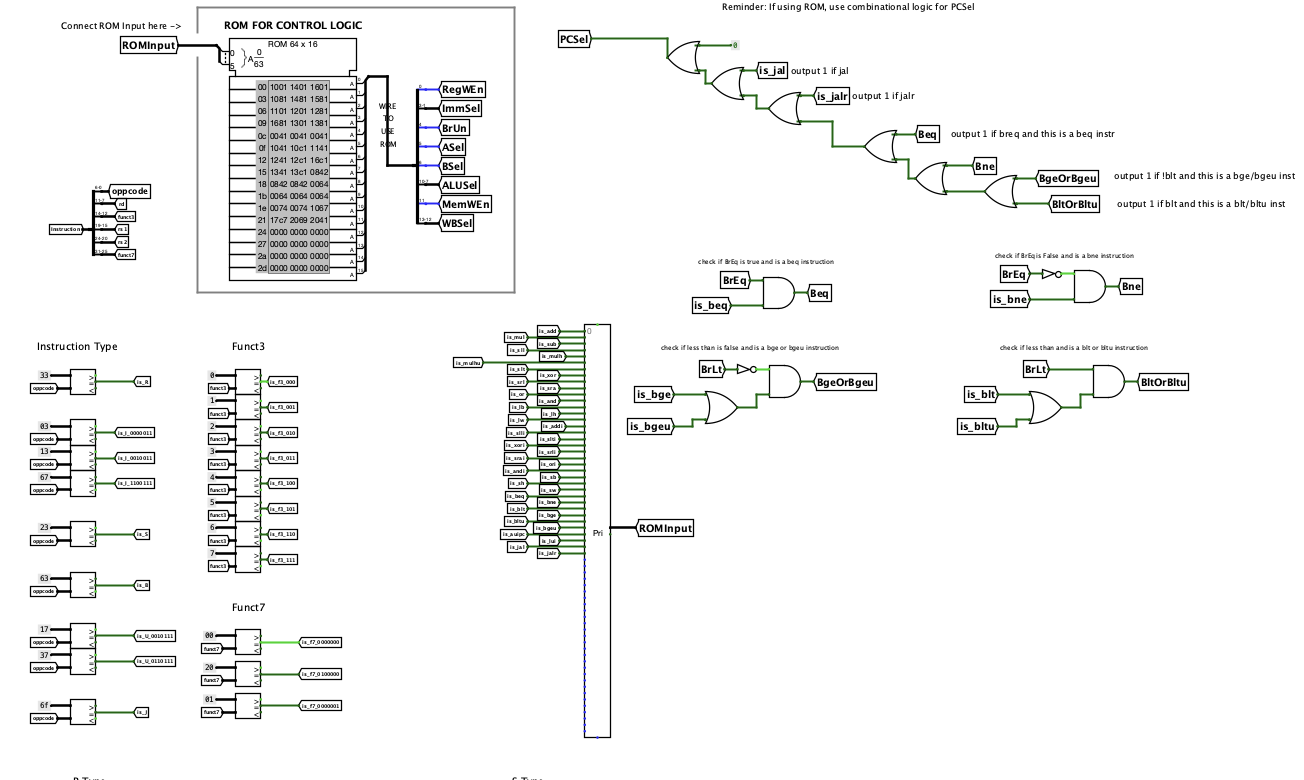 Reminder: If using ROM, use combinational logic for PCSel
Connect ROM Input here ->
ROMInput
ROM FOR CONTROL LOGIC
ROM 64 x 16
0
5
A
0
63
00 1001 1401 1601
03 1081 1481 1581
06 1101 1201 1281
09 1681 1301 1381
0c 0041 0041 0041
0f 1041 10c1 1141
12 1241 12c1 16c1
15 1341 13c1 0842
18 0842 0842 0064
1b 0064 0064 0064
1e 0074 0074 1067
21 17c7 2069 2041
24 0000 0000 0000
27 0000 0000 0000
2a 0000 0000 0000
2d 0000 0000 0000
WIRE
TO
USE
ROM
RegWEn
ImmSel
BrUn
ASel
BSel
ALUSel
MemWEn
WBSel
PCSel
0
is_jal output 1 if jal
is_jalr output 1 if jalr
Beq output 1 if breq and this is a beq instr
Bne
BgeOrBgeu output 1 if !blt and this is a bge/bgeu inst
BltOrBltu output 1 if blt and this is a blt/bltu inst
Instruction
oppcode
rd
funct3
rs1
rs2
funct7
check if BrEq is true and is a beq instruction
BrEq
is_beq
Beq
check if BrEq is False and is a bne instruction
BrEq
is_bne
Bne
check if less than is false and is a bge or bgeu instruction
BrLt
is_bge
is_bgeu
BgeOrBgeu
check if less than and is a blt or bltu instruction
BrLt
is_blt
is_bltu
BltOrBltu
Instruction Type
33
oppcode
is_R
03
oppcode
is_I_0000011
13
oppcode
is_I_0010011
67
oppcode
is_I_1100111
23
oppcode
is_S
63
oppcode
is_B
17
oppcode
is_U_0010111
37
oppcode
is_U_0110111
6f
oppcode
is_J
Funct3
0
funct3
is_f3_000
1
funct3
is_f3_001
2
funct3
is_f3_010
3
funct3
is_f3_011
4
funct3
is_f3_100
5
funct3
is_f3_101
6
funct3
is_f3_110
7
funct3
is_f3_111
Funct7
00
funct7
is_f7_0000000
20
funct7
is_f7_0100000
01
funct7
is_f7_0000001
is_add
is_mul
is_sub
is_sll
is_mulh
is_mulhu
is_slt
is_xor
is_srl
is_sra
is_or
is_and
is_lb
is_lh
is_lw
is_addi
is_slli
is_slti
is_xori
is_srli
is_srai
is_ori
is_andi
is_sb
is_sh
is_sw
is_beq
is_bne
is_blt
is_bge
is_bltu
is_bgeu
is_auipc
is_lui
is_jal
is_jalr
0
Pri
ROMInput